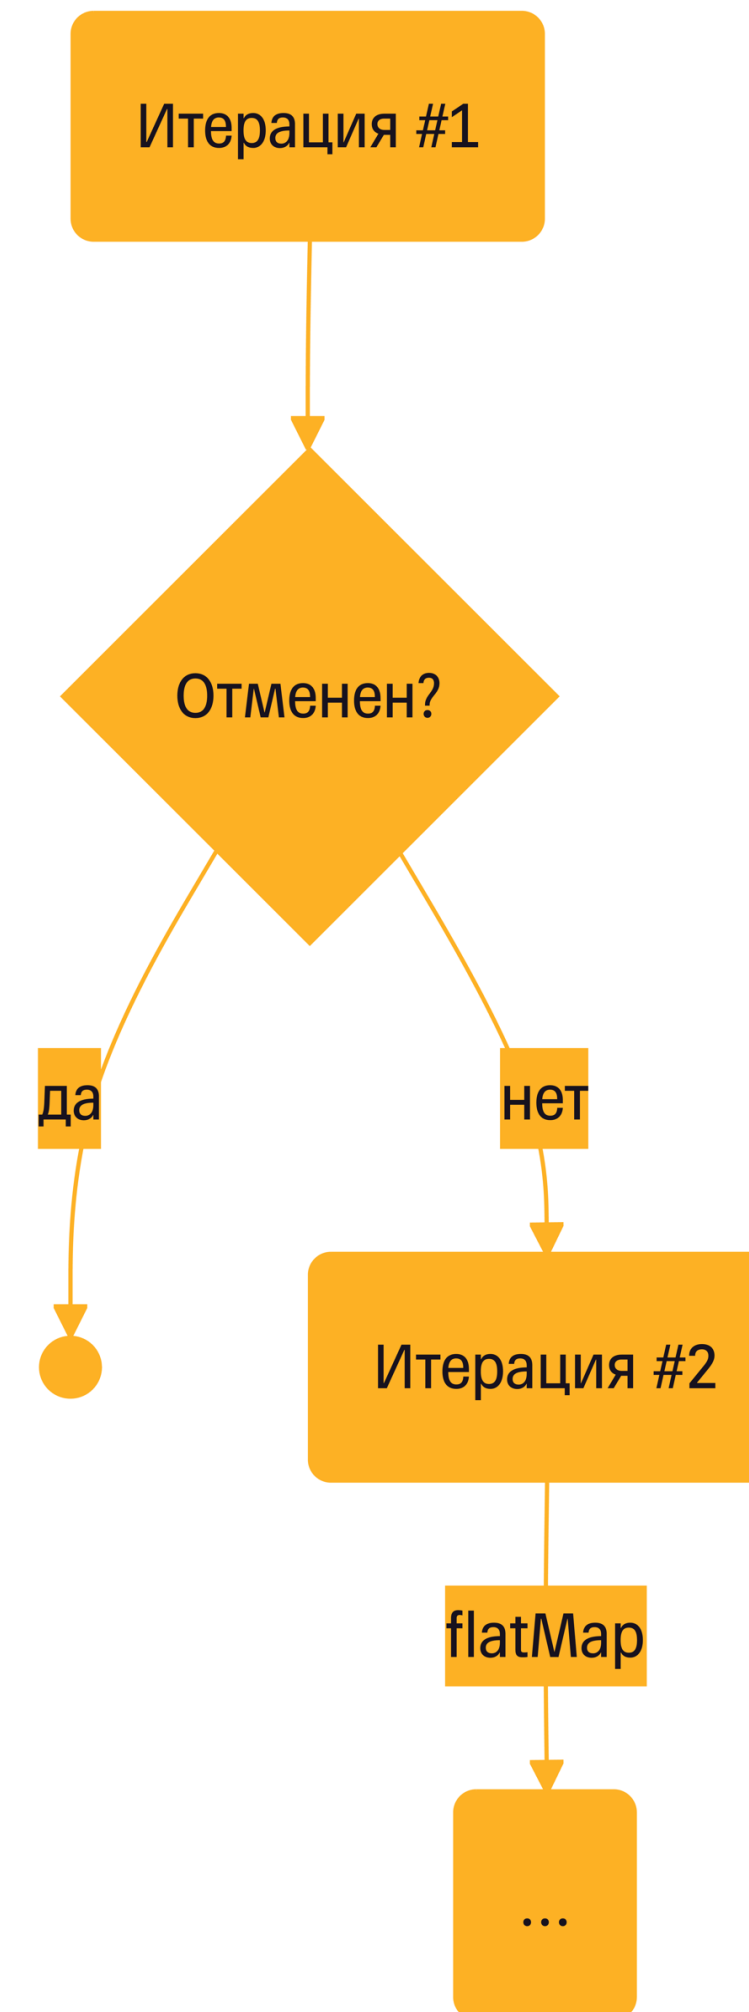 Итерация #1
Отменен?
да
нет
Итерация #2
flatMap
...